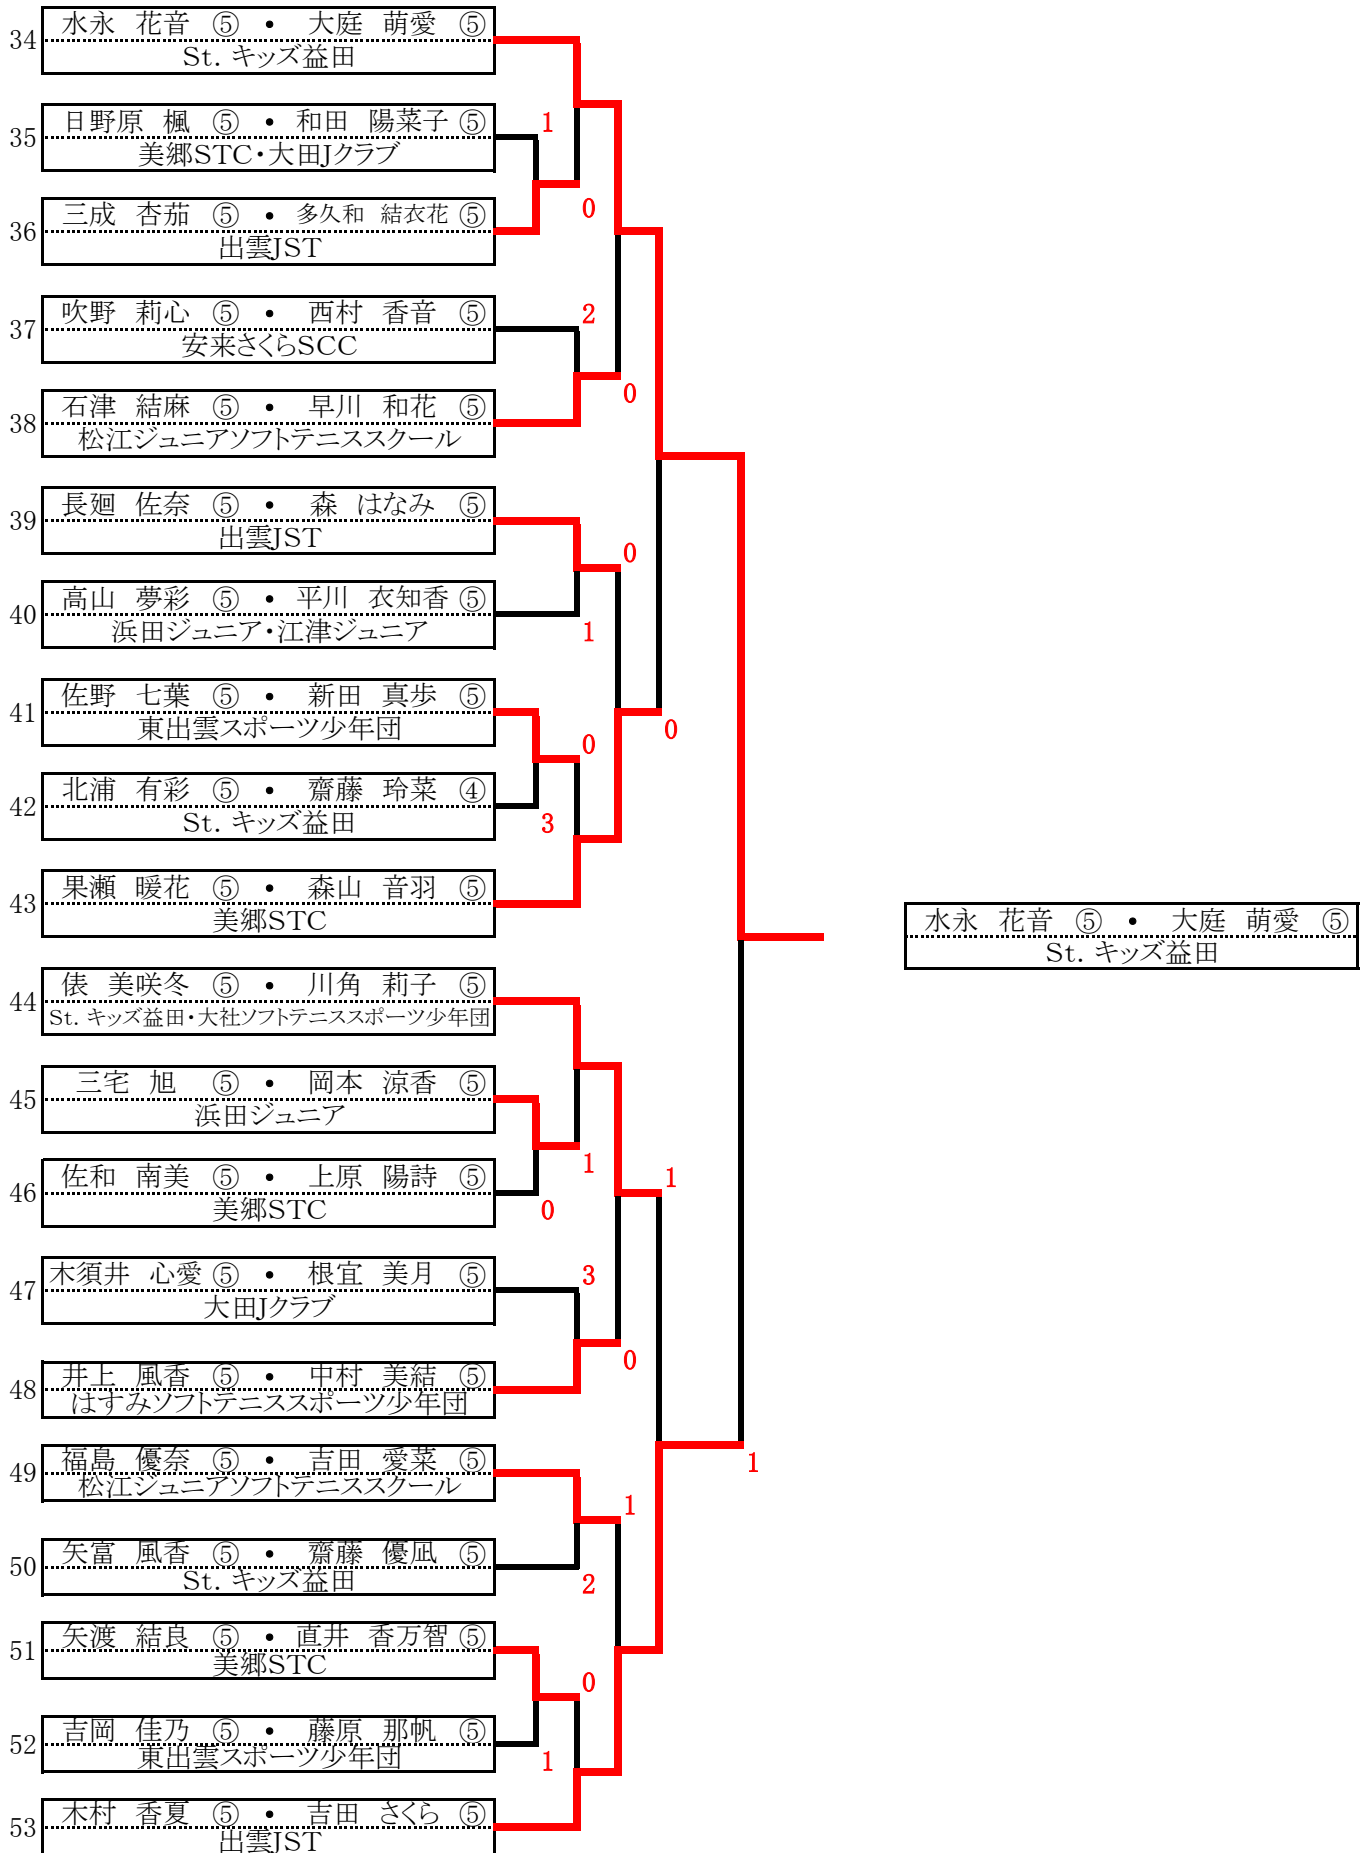 34
水永 花音 ⑤ ・ 大庭 萌愛 ⑤
St. キッズ益田
35
日野原 楓 ⑤ ・ 和田 陽菜子 ⑤
美郷STC・大田Jクラブ
1
36
三成 杏茄 ⑤ ・ 多久和 結衣花 ⑤
出雲JST
0
37
吹野 莉心 ⑤ ・ 西村 香音 ⑤
安来さくらSCC
2
38
石津 結麻 ⑤ ・ 早川 和花 ⑤
松江ジュニアソフトテニススクール
0
39
長廻 佐奈 ⑤ ・ 森 はなみ ⑤
出雲JST
0
40
高山 夢彩 ⑤ ・ 平川 衣知香 ⑤
浜田ジュニア・江津ジュニア
1
41
佐野 七葉 ⑤ ・ 新田 真歩 ⑤
東出雲スポーツ少年団
0
0
42
北浦 有彩 ⑤ ・ 齋藤 玲菜 ④
St. キッズ益田
3
43
果瀬 暖花 ⑤ ・ 森山 音羽 ⑤
美郷STC
水永 花音 ⑤ ・ 大庭 萌愛 ⑤
St. キッズ益田
44
俵 美咲冬 ⑤ ・ 川角 莉子 ⑤
St. キッズ益田・大社ソフトテニススポーツ少年団
45
三宅 旭 ⑤ ・ 岡本 涼香 ⑤
浜田ジュニア
1
1
46
佐和 南美 ⑤ ・ 上原 陽詩 ⑤
美郷STC
0
47
木須井 心愛 ⑤ ・ 根宜 美月 ⑤
大田Jクラブ
3
0
48
井上 風香 ⑤ ・ 中村 美結 ⑤
はすみソフトテニススポーツ少年団
49
福島 優奈 ⑤ ・ 吉田 愛菜 ⑤
松江ジュニアソフトテニススクール
1
1
50
矢富 風香 ⑤ ・ 齋藤 優凪 ⑤
St. キッズ益田
2
51
矢渡 結良 ⑤ ・ 直井 香万智 ⑤
美郷STC
0
52
吉岡 佳乃 ⑤ ・ 藤原 那帆 ⑤
東出雲スポーツ少年団
1
53
木村 香夏 ⑤ ・ 吉田 さくら ⑤
出雲JST